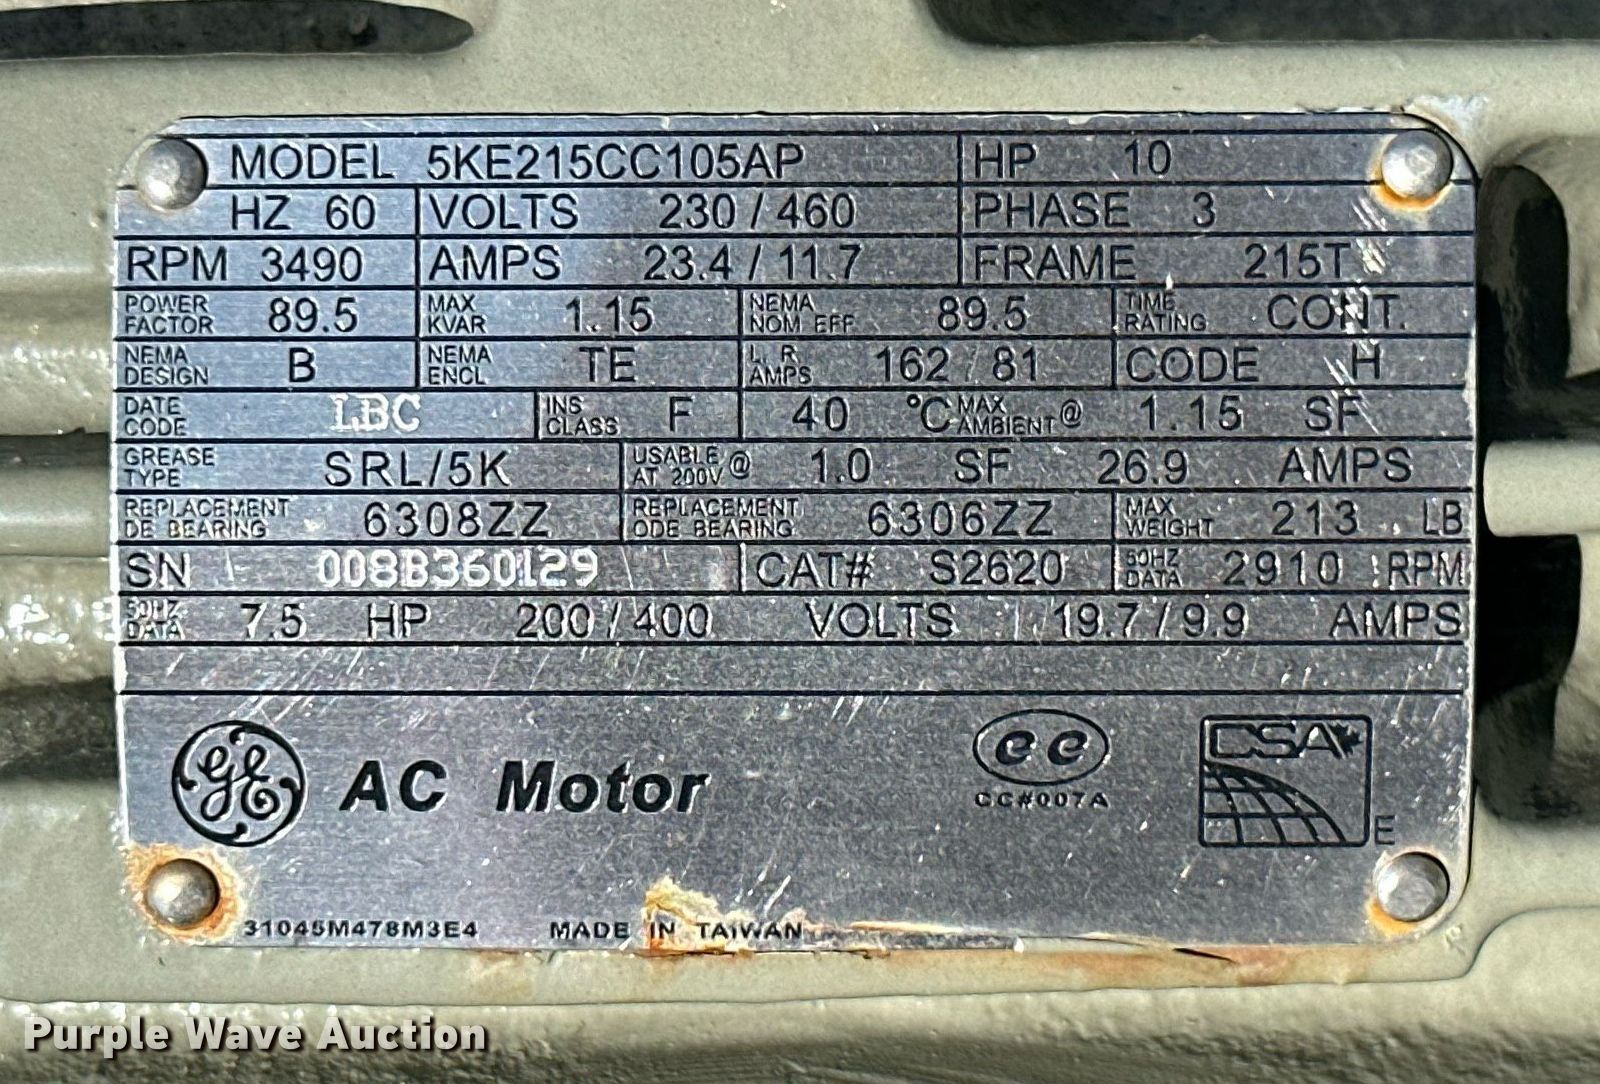 MODEL 5KE215CC105AP HP 10
HZ 60 VOLTS 230 / 460 PHASE 3
RPM 3490 AMPS 23.4 / 11.7 FRAME 215T
POWER FACTOR 89.5 MAX KVAR 1.15 NEMA NOM EFF 89.5 TIME RATING CONT.
NEMA DESIGN B NEMA ENCL TE L. R. AMPS 162 / 81 CODE H
DATE CODE LBC INS CLASS F 40 °C MAX AMBIENT @ 1.15 SF
GREASE TYPE SRL/5K USABLE AT 200V @ 1.0 SF 26.9 AMPS
REPLACEMENT DE BEARING 6308ZZ REPLACEMENT ODE BEARING 6306ZZ MAX WEIGHT 213 LB
SN 008B360129 CAT# S2620 50HZ DATA 2910 RPM
50HZ DATA 7.5 HP 200 / 400 VOLTS 19.7 / 9.9 AMPS
GE AC Motor ee CSA
CC#007A
E
31045M478M3E4 MADE IN TAIWAN
Purple Wave Auction